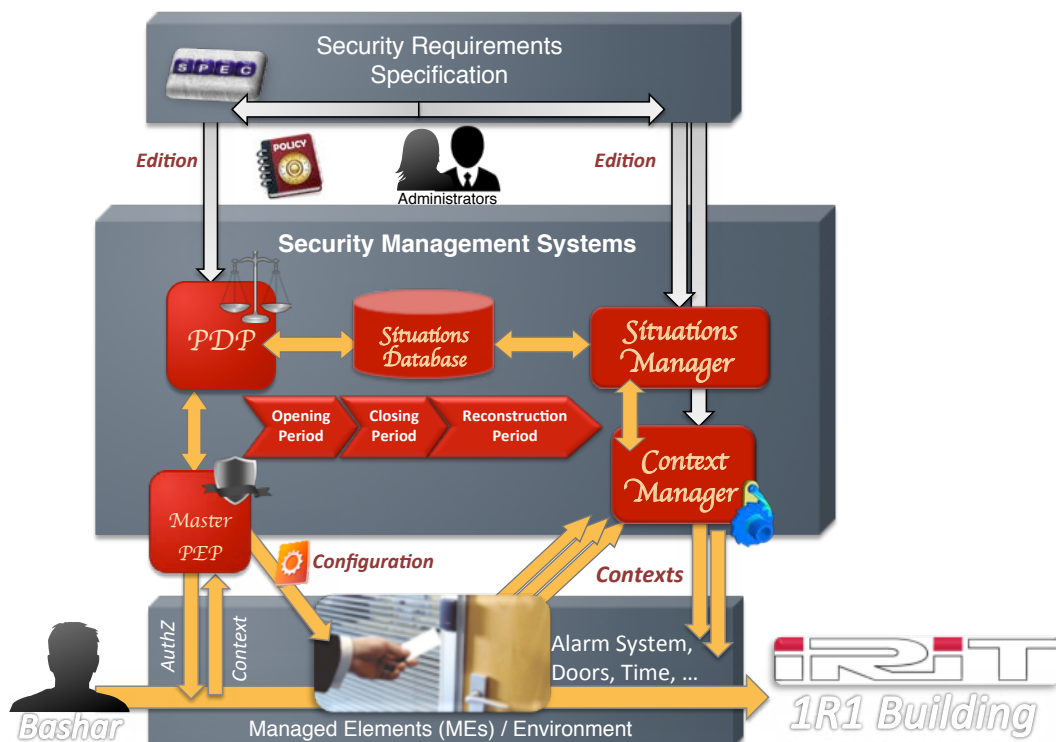 Security Requirements
Specification
SPEC
Edition
POLICY
Edition
Administrators
Security Management Systems
PDP
Situations
Database
Situations
Manager
Opening
Period
Closing
Period
Reconstruction
Period
Context
Manager
Master
PEP
Configuration
Contexts
AuthZ
Context
Alarm System,
Doors, Time, ...
IRIT
1R1 Building
Bashar
Managed Elements (MEs) / Environment